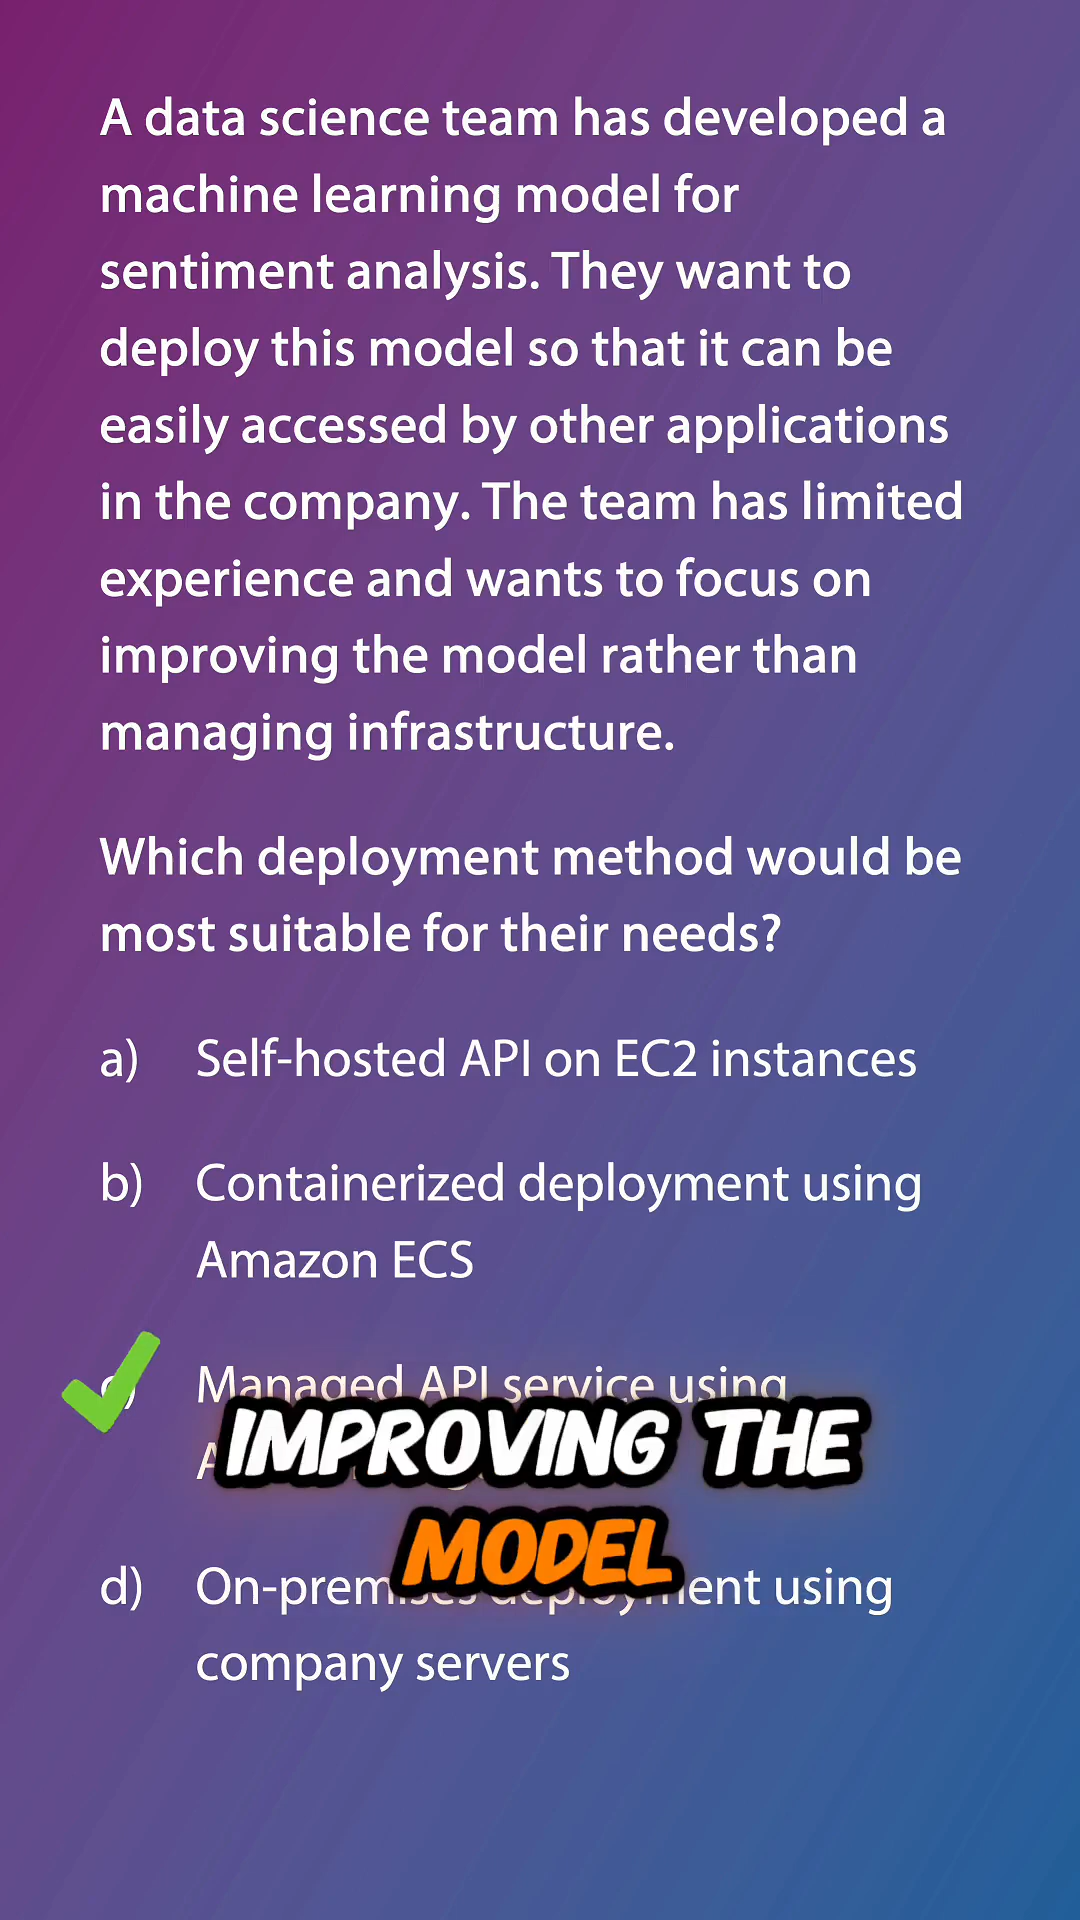 A data science team has developed a
machine learning model for
sentiment analysis. They want to
deploy this model so that it can be
easily accessed by other applications
in the company. The team has limited
experience and wants to focus on
improving the model rather than
managing infrastructure.
Which deployment method would be
most suitable for their needs?
a) Self-hosted API on EC2 instances
b) Containerized deployment using
Amazon ECS
c) Managed API service using
IMPROVING THE
MODEL
d) On-premises deployment using
company servers